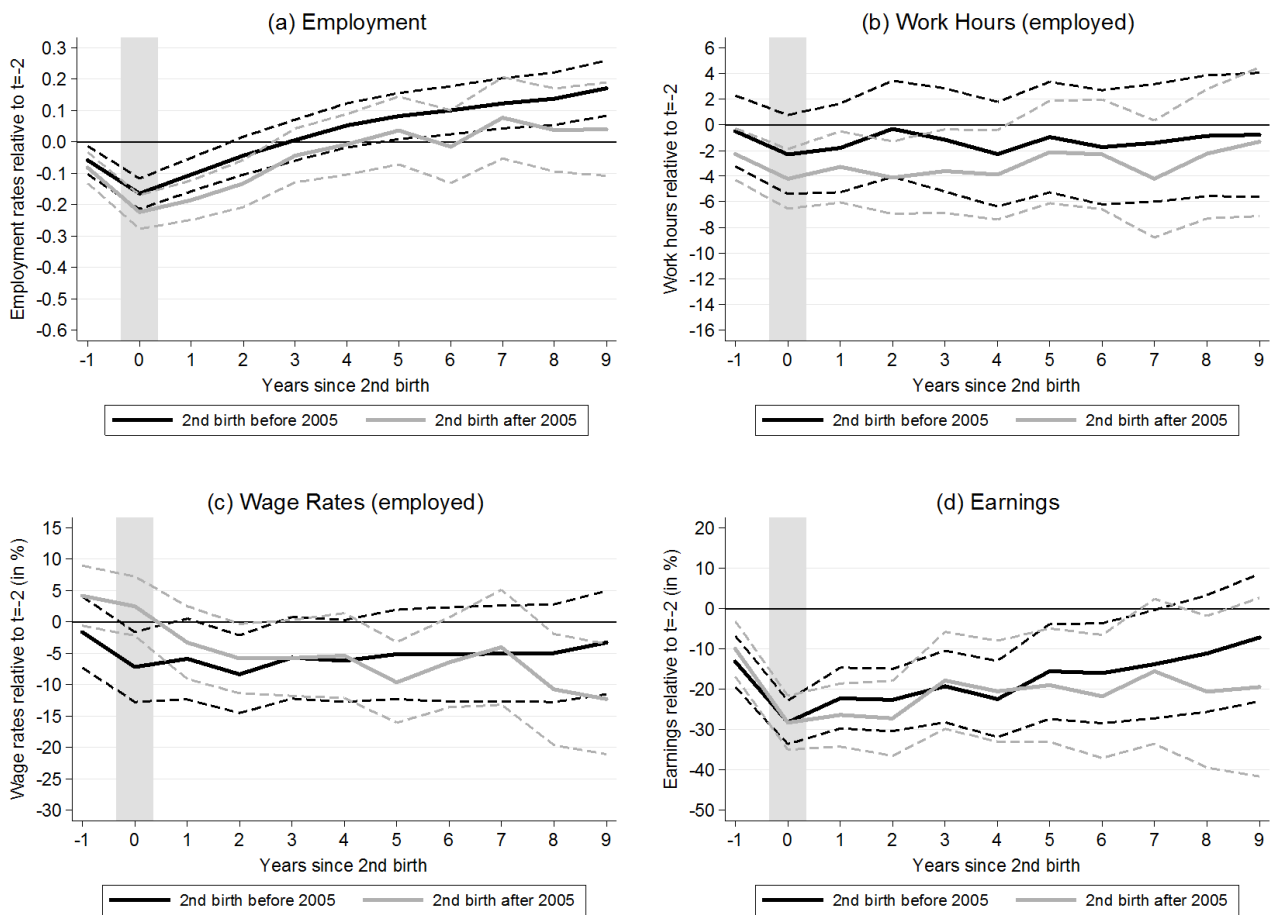 (a) Employment
Employment rates relative to t=-2
0.3
0.2
0.1
0.0
-0.1
-0.2
-0.3
-0.4
-0.5
-0.6
-1 0 1 2 3 4 5 6 7 8 9
Years since 2nd birth
2nd birth before 2005 2nd birth after 2005
(b) Work Hours (employed)
Work hours relative to t=-2
6
4
2
0
-2
-4
-6
-8
-10
-12
-14
-16
-1 0 1 2 3 4 5 6 7 8 9
Years since 2nd birth
2nd birth before 2005 2nd birth after 2005
(c) Wage Rates (employed)
Wage rates relative to t=-2 (in %)
15
10
5
0
-5
-10
-15
-20
-25
-30
-1 0 1 2 3 4 5 6 7 8 9
Years since 2nd birth
2nd birth before 2005 2nd birth after 2005
(d) Earnings
Earnings relative to t=-2 (in %)
20
10
0
-10
-20
-30
-40
-50
-1 0 1 2 3 4 5 6 7 8 9
Years since 2nd birth
2nd birth before 2005 2nd birth after 2005